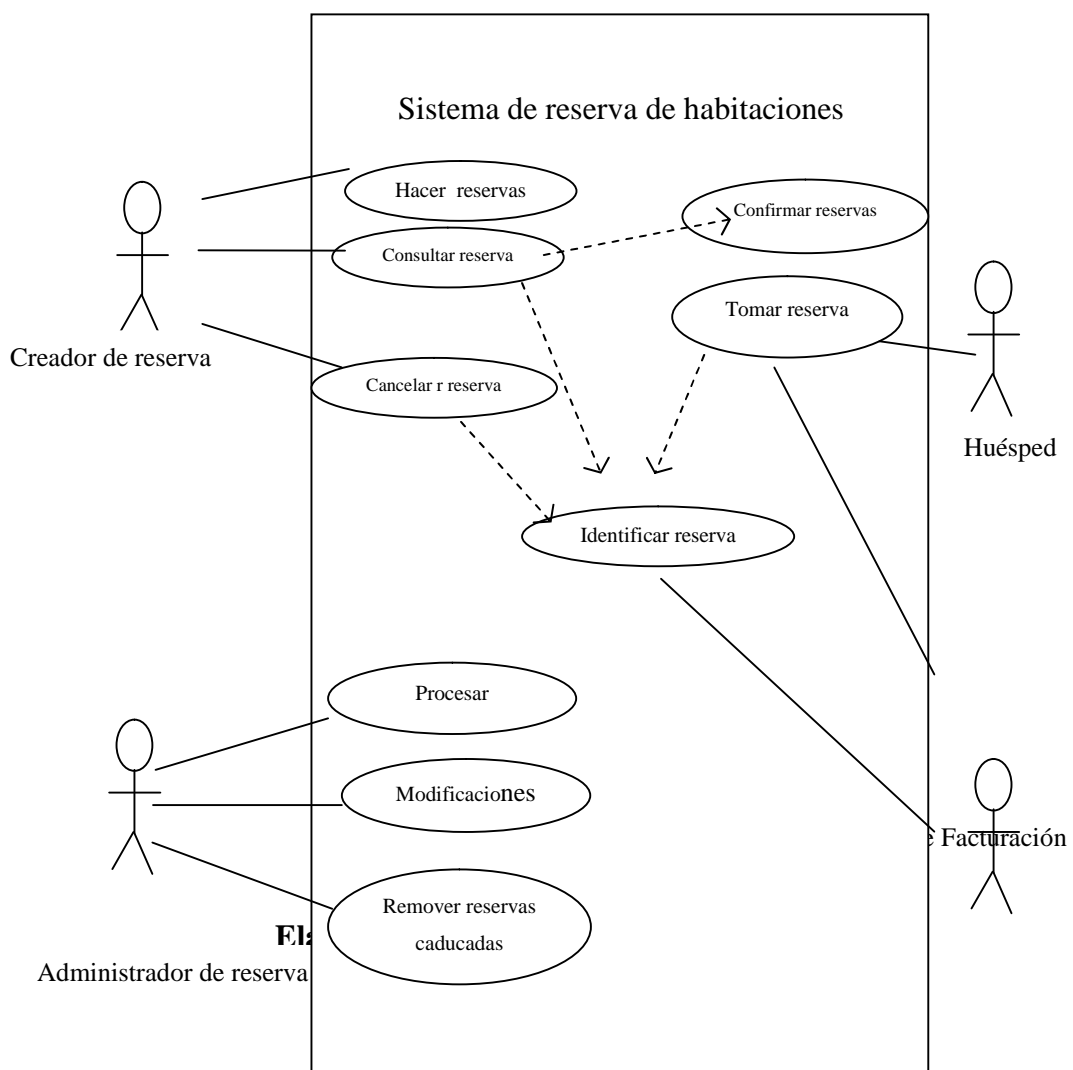 Sistema de reserva de habitaciones
Hacer reservas
Confirmar reservas
Consultar reserva
Tomar reserva
Creador de reserva
Cancelar r reserva
Huésped
Identificar reserva
Procesar
Modificaciones
e Facturación
Remover reservas
caducadas
Administrador de reserva